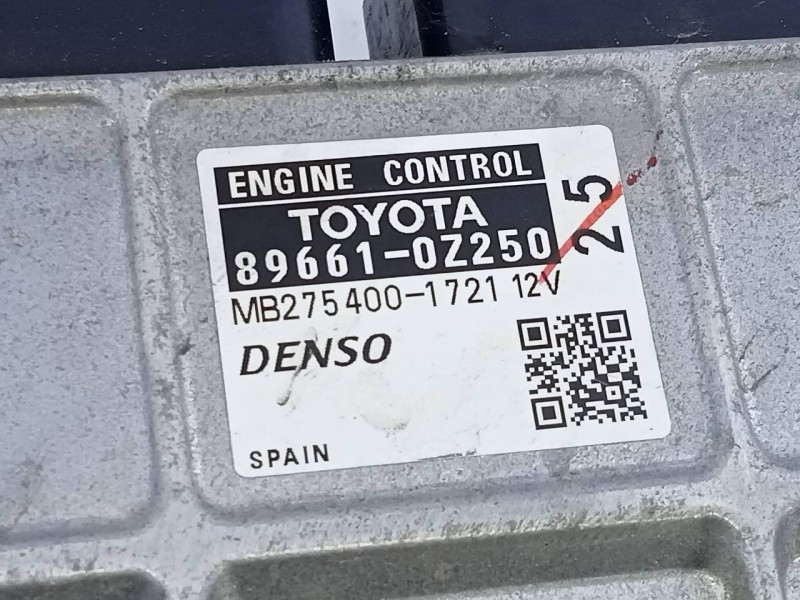 ENGINE CONTROL
TOYOTA
89661-0Z250
25
MB275400-1721 12V
DENSO
SPAIN